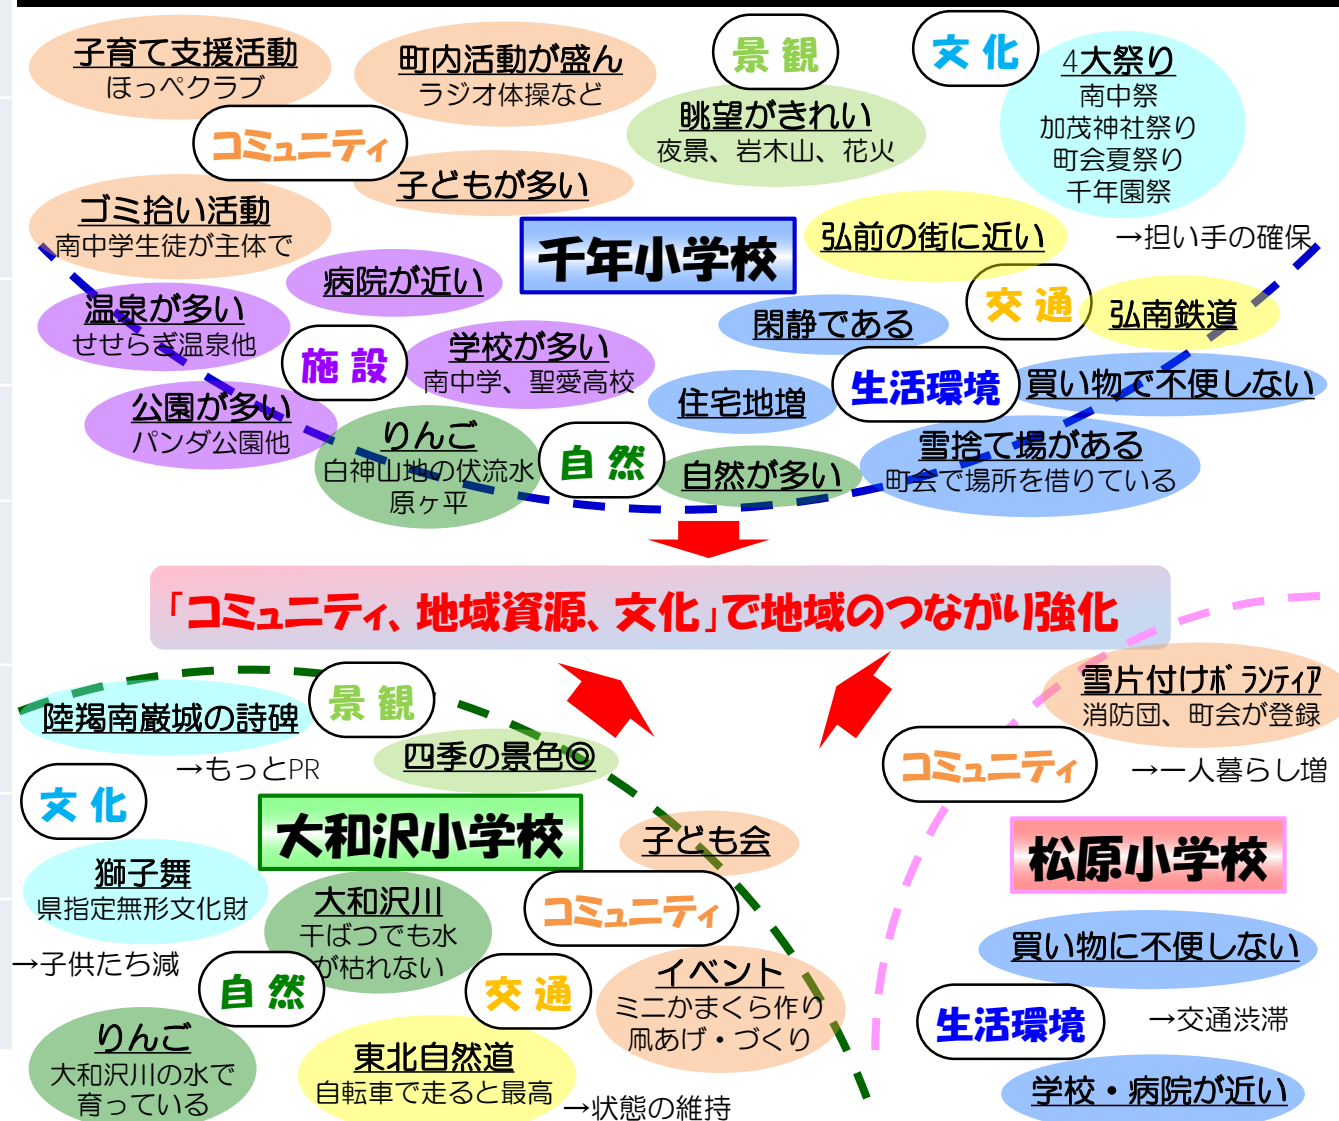 子育て支援活動
ほっぺクラブ
町内活動が盛ん
ラジオ体操など
コミュニティ
子どもが多い
ゴミ拾い活動
南中学生徒が主体で
景観
眺望がきれい
夜景、岩木山、花火
文化
4大祭り
南中祭
加茂神社祭り
町会夏祭り
千年園祭
→担い手の確保
千年小学校
弘前の街に近い
交通
弘南鉄道
病院が近い
温泉が多い
せせらぎ温泉他
施設
学校が多い
南中学、聖愛高校
公園が多い
パンダ公園他
閑静である
住宅地増
生活環境
買い物で不便しない
雪捨て場がある
町会で場所を借りている
りんご
白神山地の伏流水
原ヶ平
自然
自然が多い
「コミュニティ、地域資源、文化」で地域のつながり強化
陸羯南巌城の詩碑
→もっとPR
景観
四季の景色◎
文化
獅子舞
県指定無形文化財
→子供たち減
大和沢小学校
子ども会
コミュニティ
イベント
ミニかまくら作り
凧あげ・づくり
大和沢川
干ばつでも水
が枯れない
自然
りんご
大和沢川の水で
育っている
交通
東北自然道
自転車で走ると最高
→状態の維持
雪片付けボランティア
消防団、町会が登録
コミュニティ
→一人暮らし増
松原小学校
買い物に不便しない
生活環境
→交通渋滞
学校・病院が近い